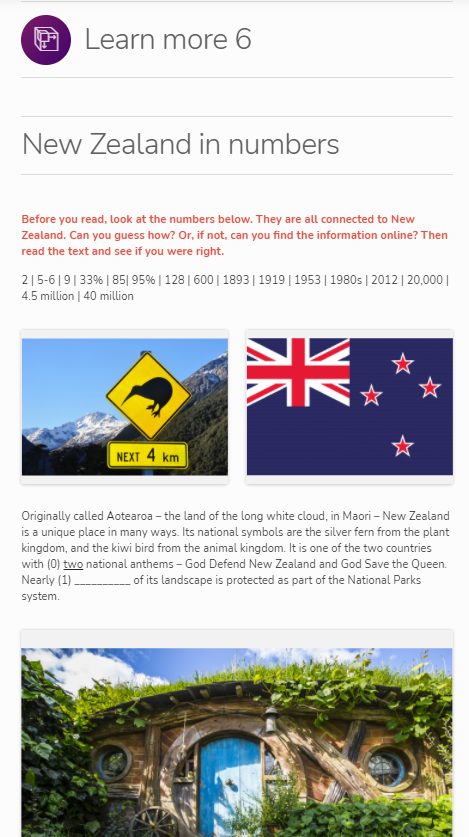 Learn more 6
New Zealand in numbers
Before you read, look at the numbers below. They are all connected to New
Zealand. Can you guess how? Or, if not, can you find the information online? Then
read the text and see if you were right.
2 | 5-6 | 9 | 33% | 85| 95% | 128 | 600 | 1893 | 1919 | 1953 | 1980s | 2012 | 20,000 |
4.5 million | 40 million
NEXT 4 km
Originally called Aotearoa – the land of the long white cloud, in Maori – New Zealand
is a unique place in many ways. Its national symbols are the silver fern from the plant
kingdom, and the kiwi bird from the animal kingdom. It is one of the two countries
with (0) two national anthems – God Defend New Zealand and God Save the Queen.
Nearly (1) __________ of its landscape is protected as part of the National Parks
system.